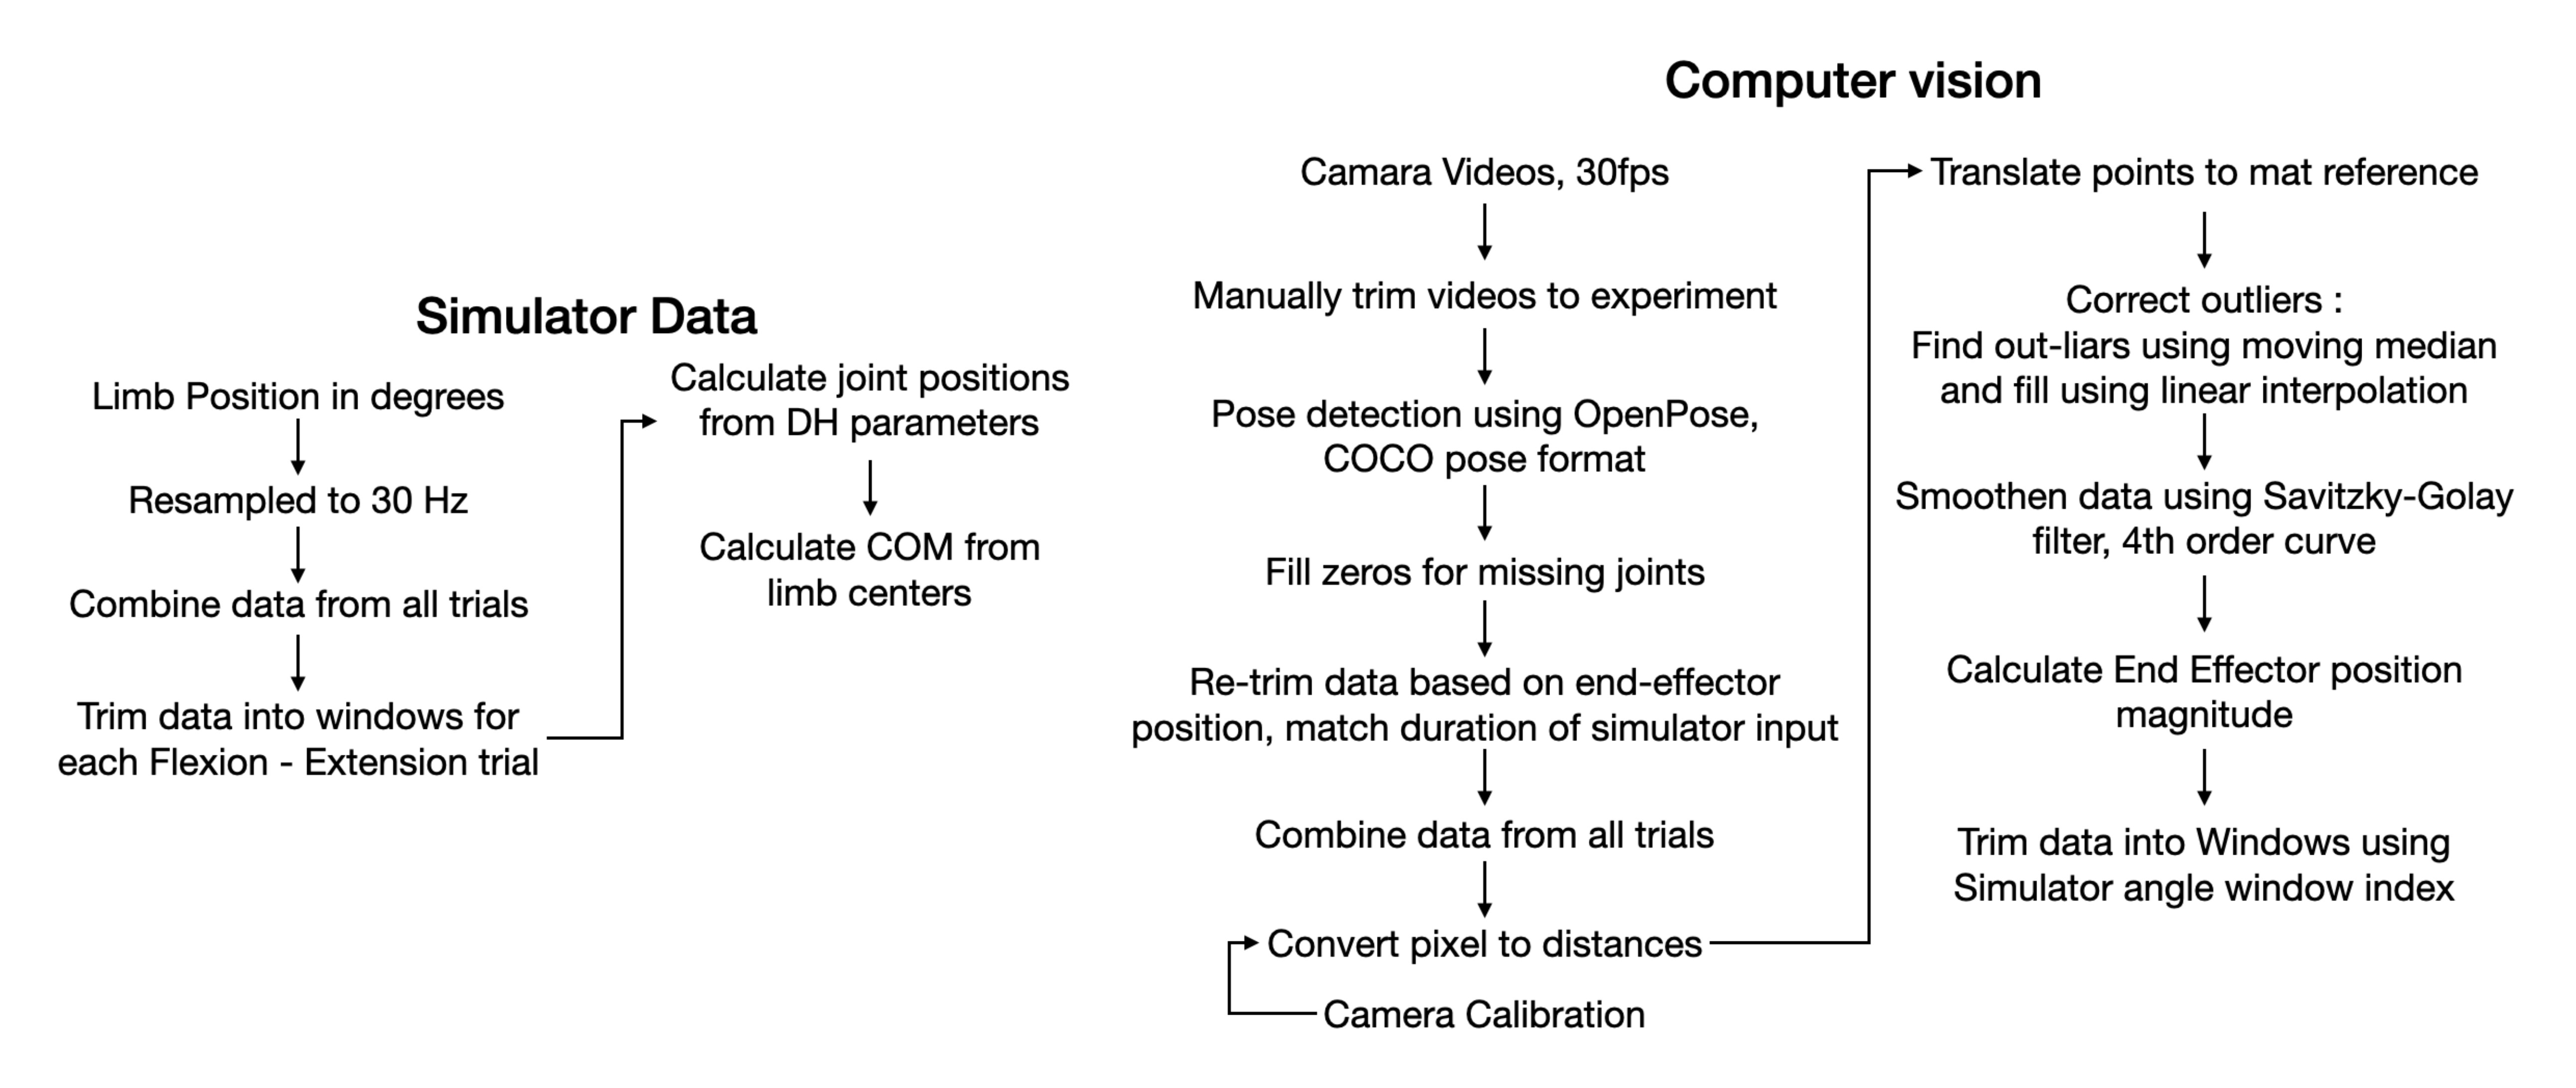 Simulator Data
Limb Position in degrees
Resampled to 30 Hz
Combine data from all trials
Trim data into windows for
each Flexion - Extension trial
Calculate joint positions
from DH parameters
Calculate COM from
limb centers
Computer vision
Camara Videos, 30fps
Manually trim videos to experiment
Pose detection using OpenPose,
COCO pose format
Fill zeros for missing joints
Re-trim data based on end-effector
position, match duration of simulator input
Combine data from all trials
Convert pixel to distances
Camera Calibration
Translate points to mat reference
Correct outliers :
Find out-liars using moving median
and fill using linear interpolation
Smoothen data using Savitzky-Golay
filter, 4th order curve
Calculate End Effector position
magnitude
Trim data into Windows using
Simulator angle window index